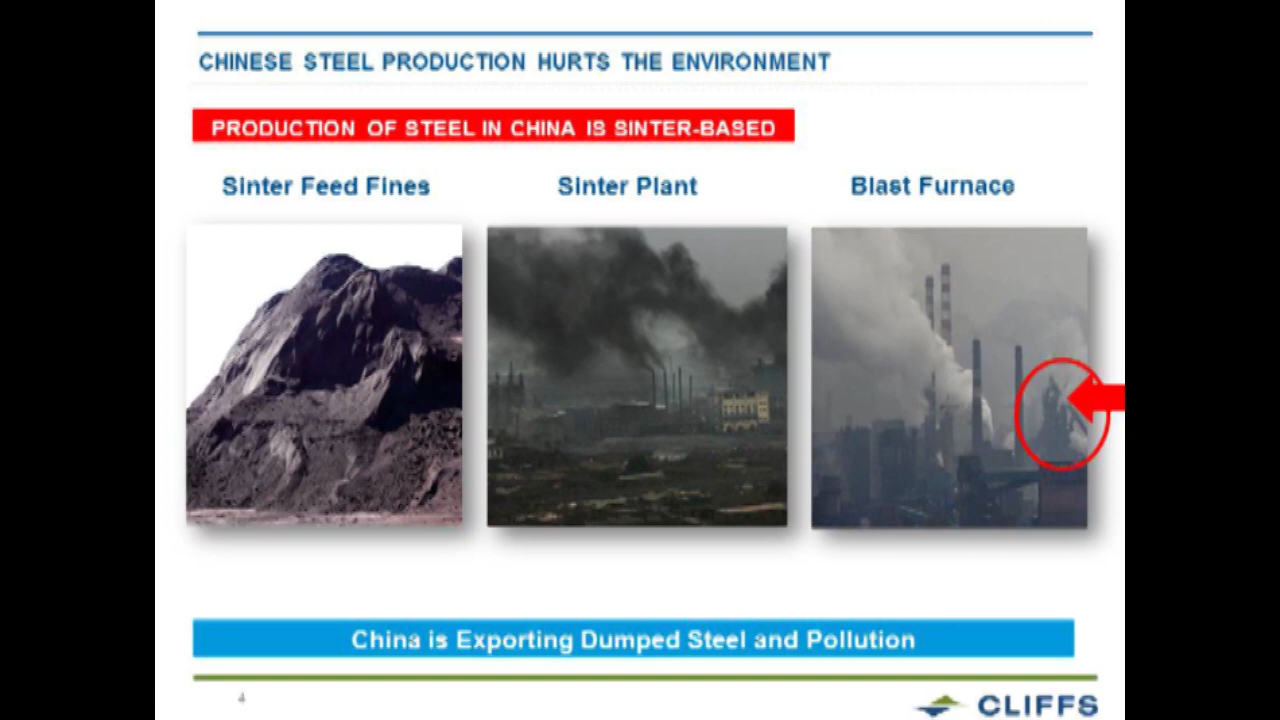 CHINESE STEEL PRODUCTION HURTS THE ENVIRONMENT
PRODUCTION OF STEEL IN CHINA IS SINTER-BASED
Sinter Feed Fines
Sinter Plant
Blast Furnace
China is Exporting Dumped Steel and Pollution
4
CLIFFS